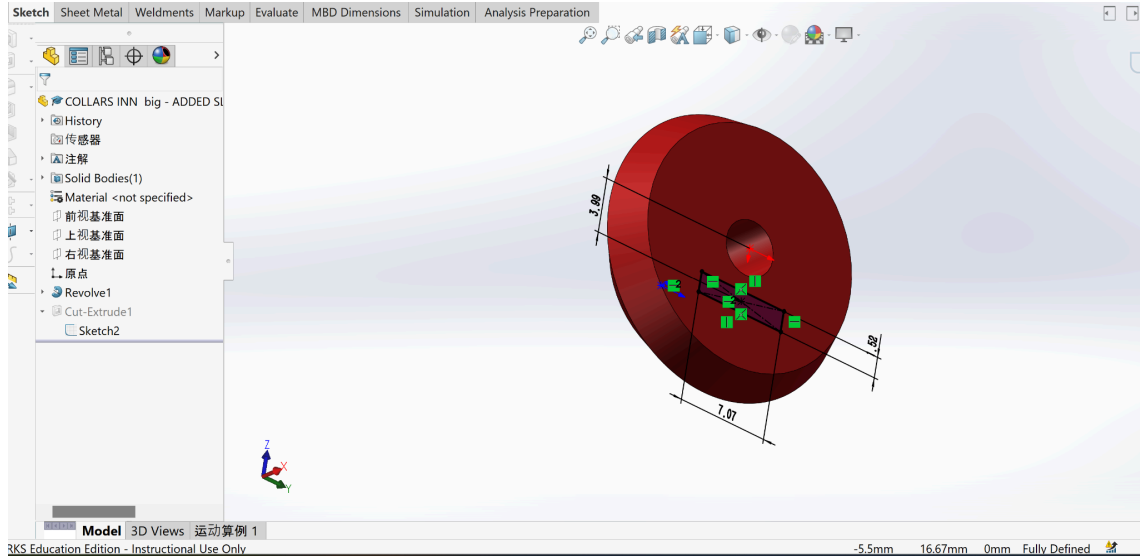 Sketch Sheet Metal Weldments Markup Evaluate MBD Dimensions Simulation Analysis Preparation
COLLARS INN big - ADDED SL
History
传感器
注解
Solid Bodies(1)
Material <not specified>
前视基准面
上视基准面
右视基准面
原点
Revolve1
Cut-Extrude1
Sketch2
3.99
2
2
.52
7.07
Z
X
Y
Model 3D Views 运动算例 1
RKS Education Edition - Instructional Use Only -5.5mm 16.67mm 0mm Fully Defined